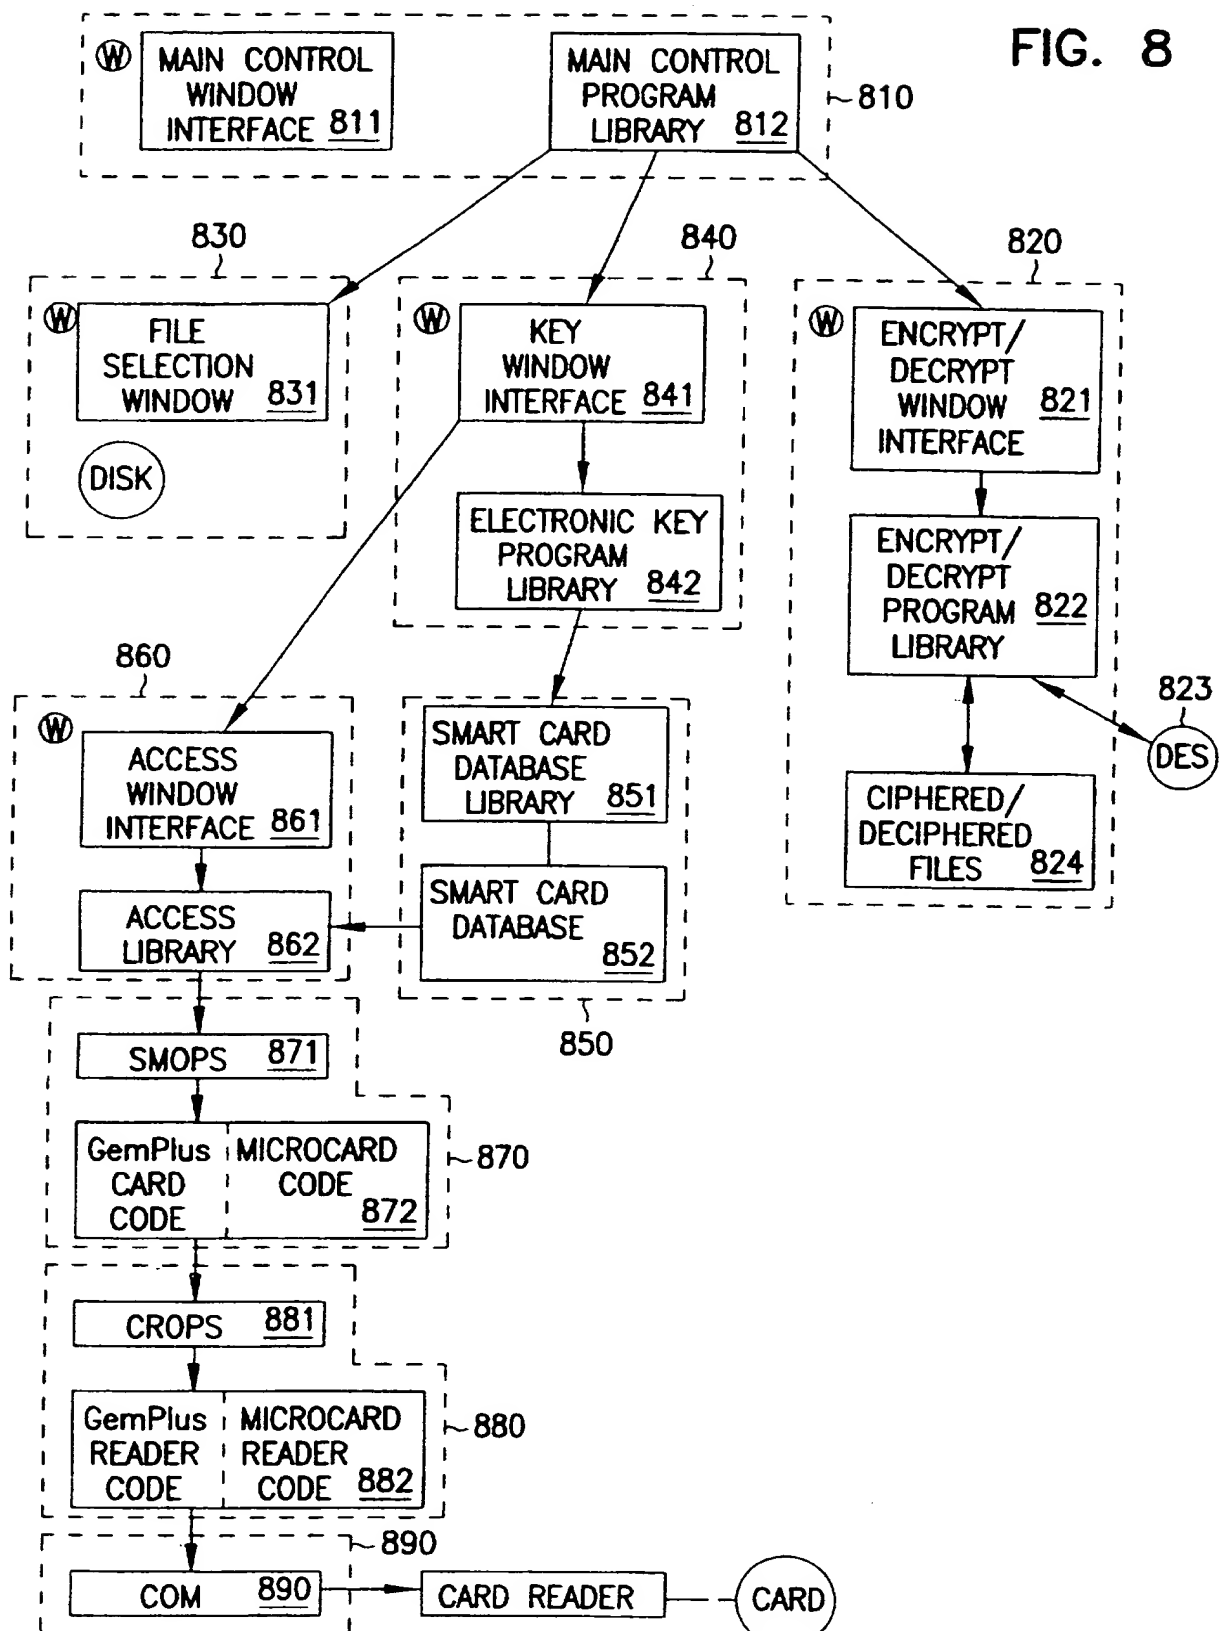 FIG. 8
W
MAIN CONTROL
WINDOW
INTERFACE 811
MAIN CONTROL
PROGRAM
LIBRARY 812
810
830
840
820
W
FILE
SELECTION
WINDOW 831
DISK
W
KEY
WINDOW
INTERFACE 841
ELECTRONIC KEY
PROGRAM
LIBRARY 842
W
ENCRYPT/
DECRYPT
WINDOW 821
INTERFACE
ENCRYPT/
DECRYPT
PROGRAM 822
LIBRARY
823
DES
CIPHERED/
DECIPHERED
FILES 824
860
W
ACCESS
WINDOW
INTERFACE 861
ACCESS
LIBRARY 862
SMART CARD
DATABASE
LIBRARY 851
SMART CARD
DATABASE
852
850
SMOPS 871
GemPlus
CARD
CODE
MICROCARD
CODE
872
870
CROPS 881
GemPlus
READER
CODE
MICROCARD
READER
CODE 882
880
890
COM 890
CARD READER
CARD